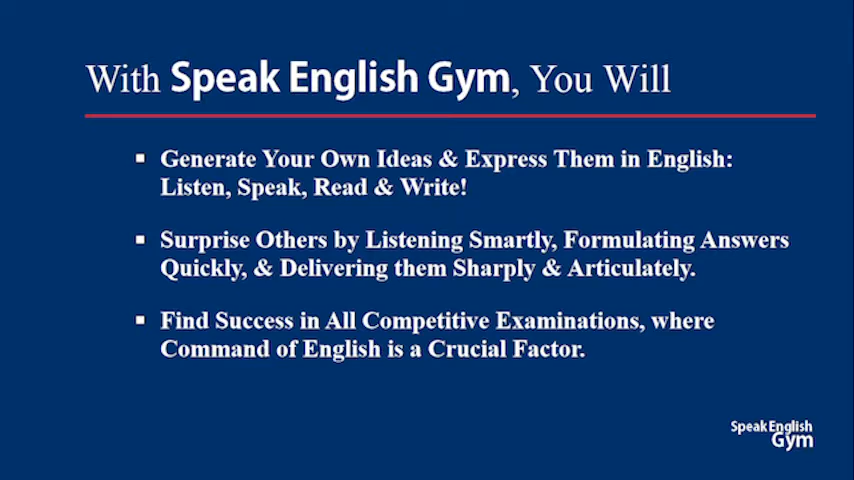 With Speak English Gym, You Will
▪ Generate Your Own Ideas & Express Them in English:
Listen, Speak, Read & Write!
▪ Surprise Others by Listening Smartly, Formulating Answers
Quickly, & Delivering them Sharply & Articulately.
▪ Find Success in All Competitive Examinations, where
Command of English is a Crucial Factor.
Speak English
Gym